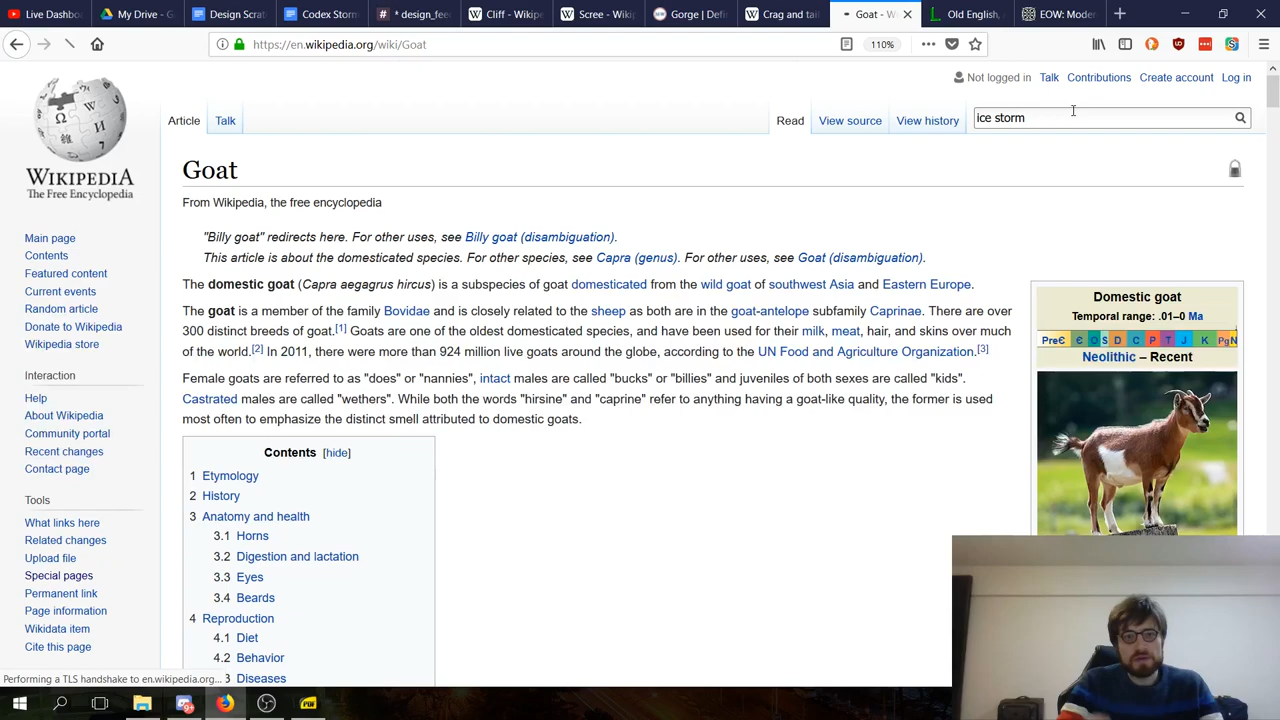 Live Dashboa
My Drive - G
Design Scrat
Codex Storm
* design_fee
Cliff - Wikipe
Scree - Wiki
Gorge | Defi
Crag and tail
Goat - W
Old English,
EOW: Moder
https://en.wikipedia.org/wiki/Goat
110%
Not logged in Talk Contributions Create account Log in
Article Talk
Read View source View history
ice storm
WIKIPEDIA
The Free Encyclopedia
Main page
Contents
Featured content
Current events
Random article
Donate to Wikipedia
Wikipedia store
Interaction
Help
About Wikipedia
Community portal
Recent changes
Contact page
Tools
What links here
Related changes
Upload file
Special pages
Permanent link
Page information
Wikidata item
Cite this page
Goat
From Wikipedia, the free encyclopedia
"Billy goat" redirects here. For other uses, see Billy goat (disambiguation).
This article is about the domesticated species. For other species, see Capra (genus). For other uses, see Goat (disambiguation).
The domestic goat (Capra aegagrus hircus) is a subspecies of goat domesticated from the wild goat of southwest Asia and Eastern Europe.
The goat is a member of the family Bovidae and is closely related to the sheep as both are in the goat-antelope subfamily Caprinae. There are over
300 distinct breeds of goat.[1] Goats are one of the oldest domesticated species, and have been used for their milk, meat, hair, and skins over much
of the world.[2] In 2011, there were more than 924 million live goats around the globe, according to the UN Food and Agriculture Organization.[3]
Female goats are referred to as "does" or "nannies", intact males are called "bucks" or "billies" and juveniles of both sexes are called "kids".
Castrated males are called "wethers". While both the words "hirsine" and "caprine" refer to anything having a goat-like quality, the former is used
most often to emphasize the distinct smell attributed to domestic goats.
Contents [hide]
1 Etymology
2 History
3 Anatomy and health
3.1 Horns
3.2 Digestion and lactation
3.3 Eyes
3.4 Beards
4 Reproduction
4.1 Diet
4.2 Behavior
3 Diseases
Domestic goat
Temporal range: .01–0 Ma
PreЄ Є O S D C P T J K PgN
Neolithic – Recent
Performing a TLS handshake to en.wikipedia.org...